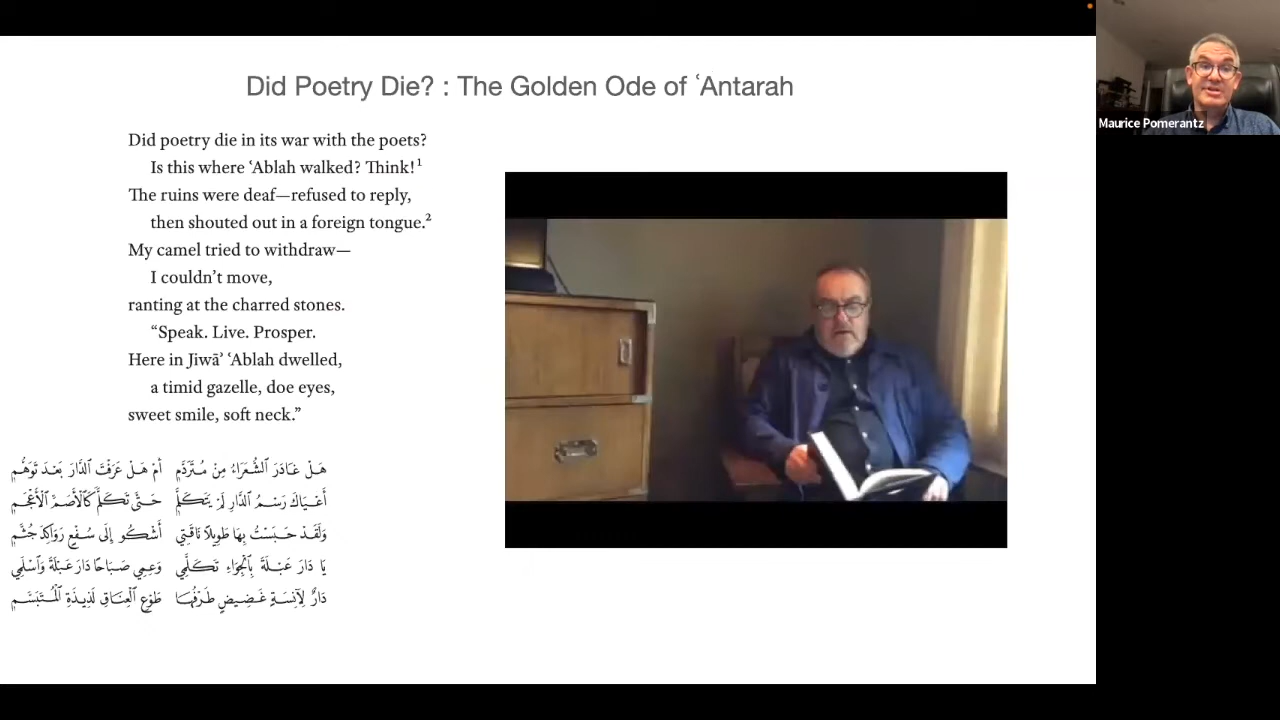 Did Poetry Die? : The Golden Ode of ʿAntarah
Did poetry die in its war with the poets?
Is this where ʿAblah walked? Think!¹
The ruins were deaf—refused to reply,
then shouted out in a foreign tongue.²
My camel tried to withdraw—
I couldn’t move,
ranting at the charred stones.
“Speak. Live. Prosper.
Here in Jiwāʾ ʿAblah dwelled,
a timid gazelle, doe eyes,
sweet smile, soft neck.”
هَلْ غَادَرَ ٱلشُّعَرَاءُ مِنْ مُتَرَدَّمِ أَمْ هَلْ عَرَفْتَ ٱلدَّارَ بَعْدَ تَوَهُّمِ
أَعْيَاكَ رَسْمُ ٱلدَّارِ لَمْ يَتَكَلَّمِ حَتَّى تَكَلَّمَ كَٱلْأَصَمِّ ٱلْأَعْجَمِ
وَلَقَدْ حَبَسْتُ بِهَا طَوِيلًا نَاقَتِي أَشْكُو إِلَى سُفْعٍ رَوَاكِدَ جُثَّمِ
يَا دَارَ عَبْلَةَ بِٱلْجِوَاءِ تَكَلَّمِي وَعِمِي صَبَاحًا دَارَ عَبْلَةَ وَٱسْلَمِي
دَارٌ لِآنِسَةٍ غَضِيضٍ طَرْفُهَا طَوْعِ ٱلْعِنَاقِ لَذِيذَةِ ٱلْمُتَبَسَّمِ
Maurice Pomerantz